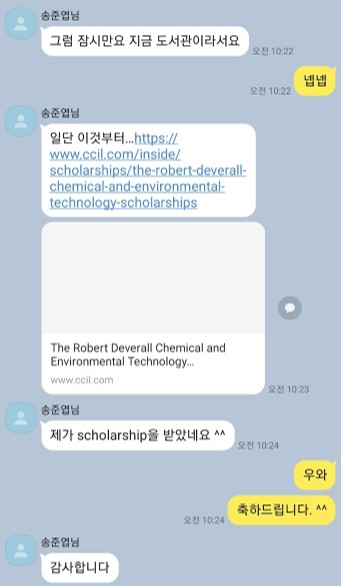 송준엽님
그럼 잠시만요 지금 도서관이라서요
오전 10:22
넵넵
오전 10:22
송준엽님
일단 이것부터...https://
www.ccil.com/inside/
scholarships/the-robert-deverall-
chemical-and-environmental-
technology-scholarships
The Robert Deverall Chemical and
Environmental Technology...
www.ccil.com
오전 10:23
송준엽님
제가 scholarship을 받았네요 ^^
오전 10:24
우와
축하드립니다. ^^
오전 10:24
송준엽님
감사합니다